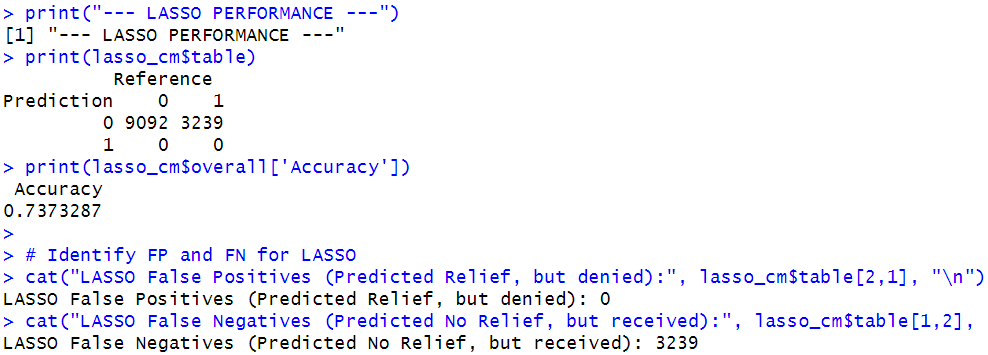 > print("--- LASSO PERFORMANCE ---")
[1] "--- LASSO PERFORMANCE ---"
> print(lasso_cm$table)
          Reference
Prediction    0    1
         0 9092 3239
         1    0    0
> print(lasso_cm$overall['Accuracy'])
 Accuracy
0.7373287
>
> # Identify FP and FN for LASSO
> cat("LASSO False Positives (Predicted Relief, but denied):", lasso_cm$table[2,1], "\n")
LASSO False Positives (Predicted Relief, but denied): 0
> cat("LASSO False Negatives (Predicted No Relief, but received):", lasso_cm$table[1,2],
LASSO False Negatives (Predicted No Relief, but received): 3239